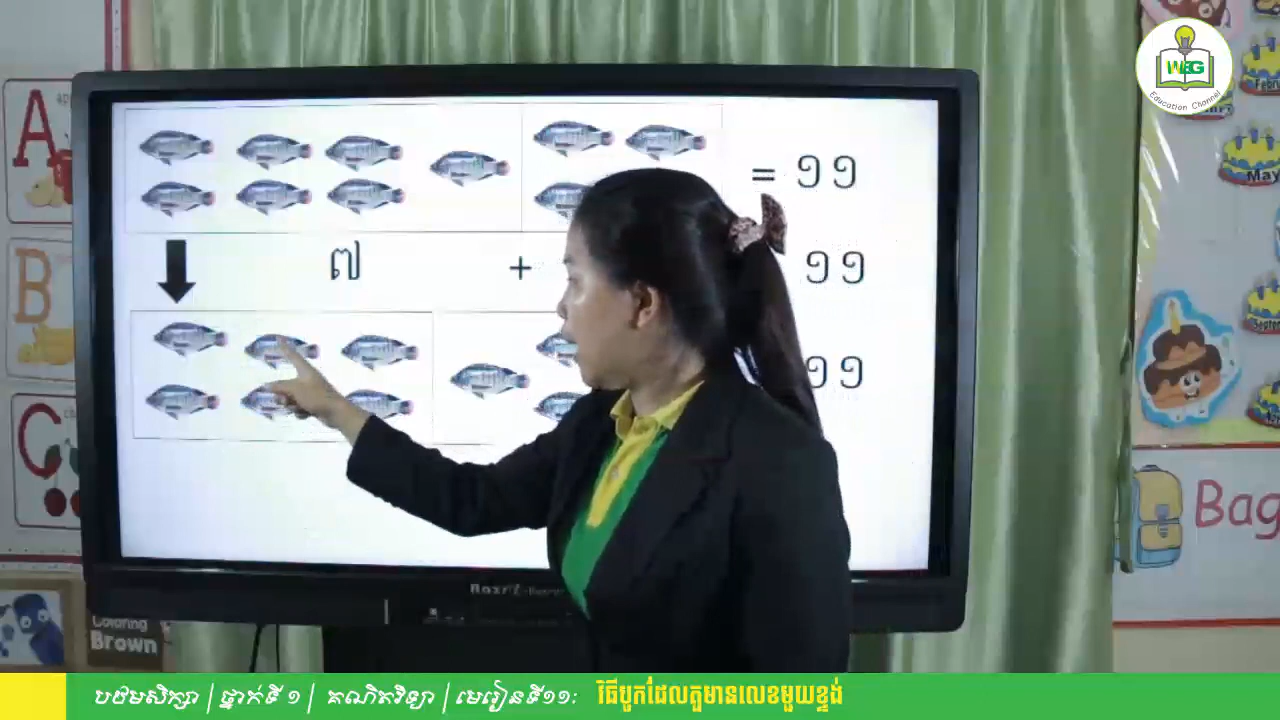 A
B
C
WEG
Education Channel
= ១១
៧ +
១១
១១
May
Bag
Coloring
Brown
បឋមសិក្សា | ថ្នាក់ទី ១ | គណិតវិទ្យា | មេរៀនទី១១: វិធីបូកដែលតួមានលេខមួយខ្ទង់